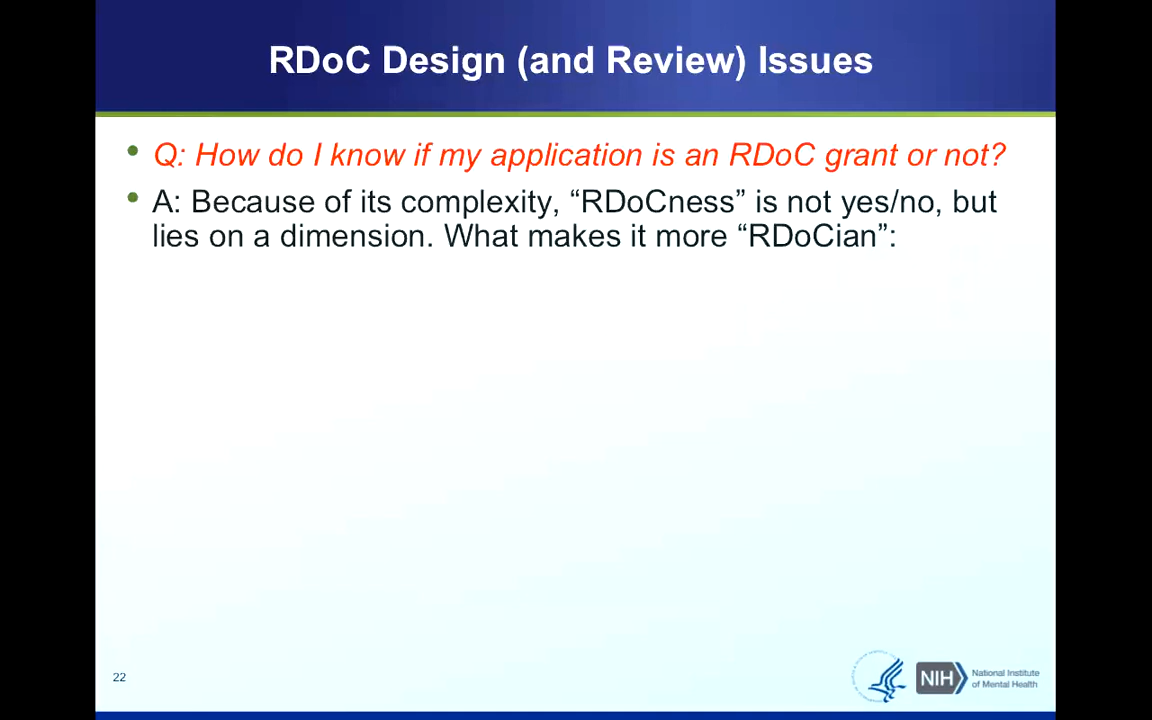 RDoC Design (and Review) Issues
• Q: How do I know if my application is an RDoC grant or not?
• A: Because of its complexity, “RDoCness” is not yes/no, but
lies on a dimension. What makes it more “RDoCian”:
22
NIH
National Institute
of Mental Health